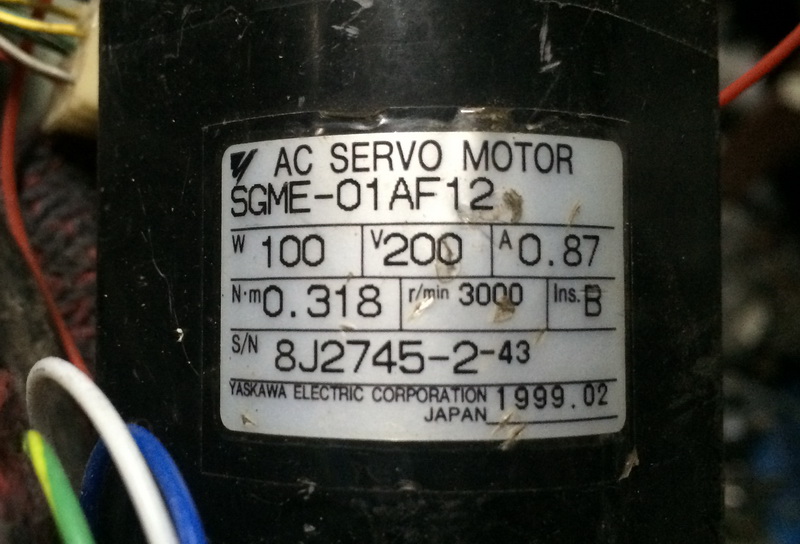 AC SERVO MOTOR
SGME-01AF12
W 100 V 200 A 0.87
N·m 0.318 r/min 3000 Ins. B
S/N 8J2745-2-43
YASKAWA ELECTRIC CORPORATION 1999.02
JAPAN